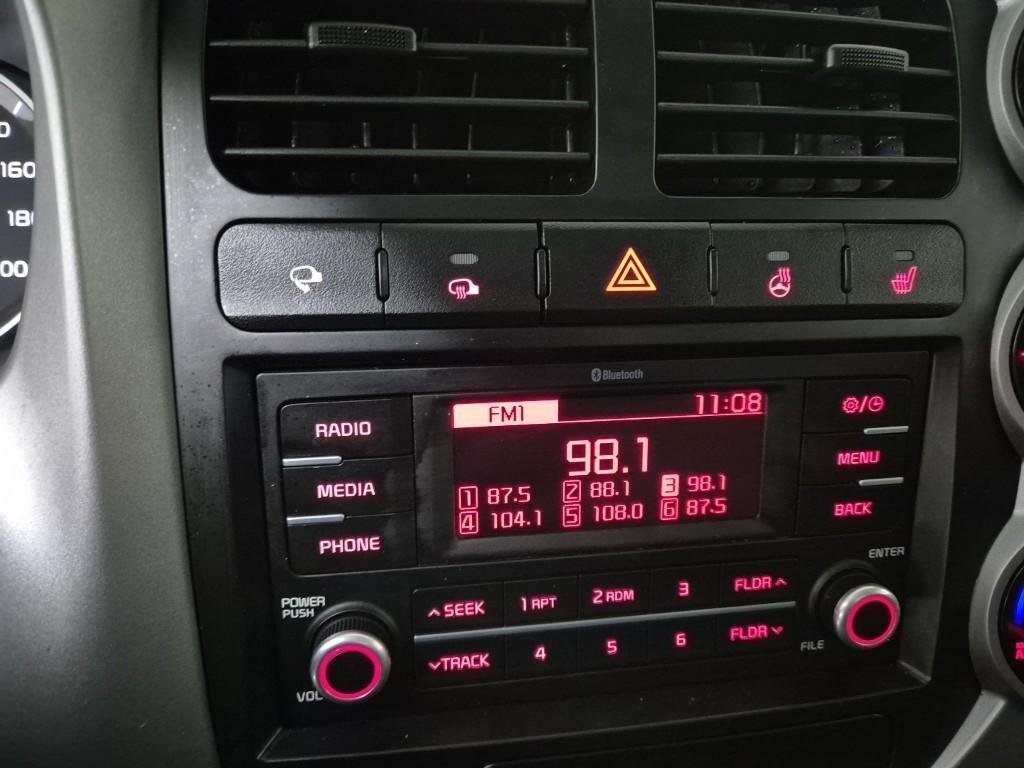 160
Bluetooth
FM1 11:08
98.1
1 87.5 2 88.1 3 98.1
4 104.1 5 108.0 6 87.5
RADIO
MEDIA
PHONE
MENU
BACK
POWER
PUSH
VOL
SEEK 1 RPT 2 RDM 3 FLDR
TRACK 4 5 6 FLDR
ENTER
FILE